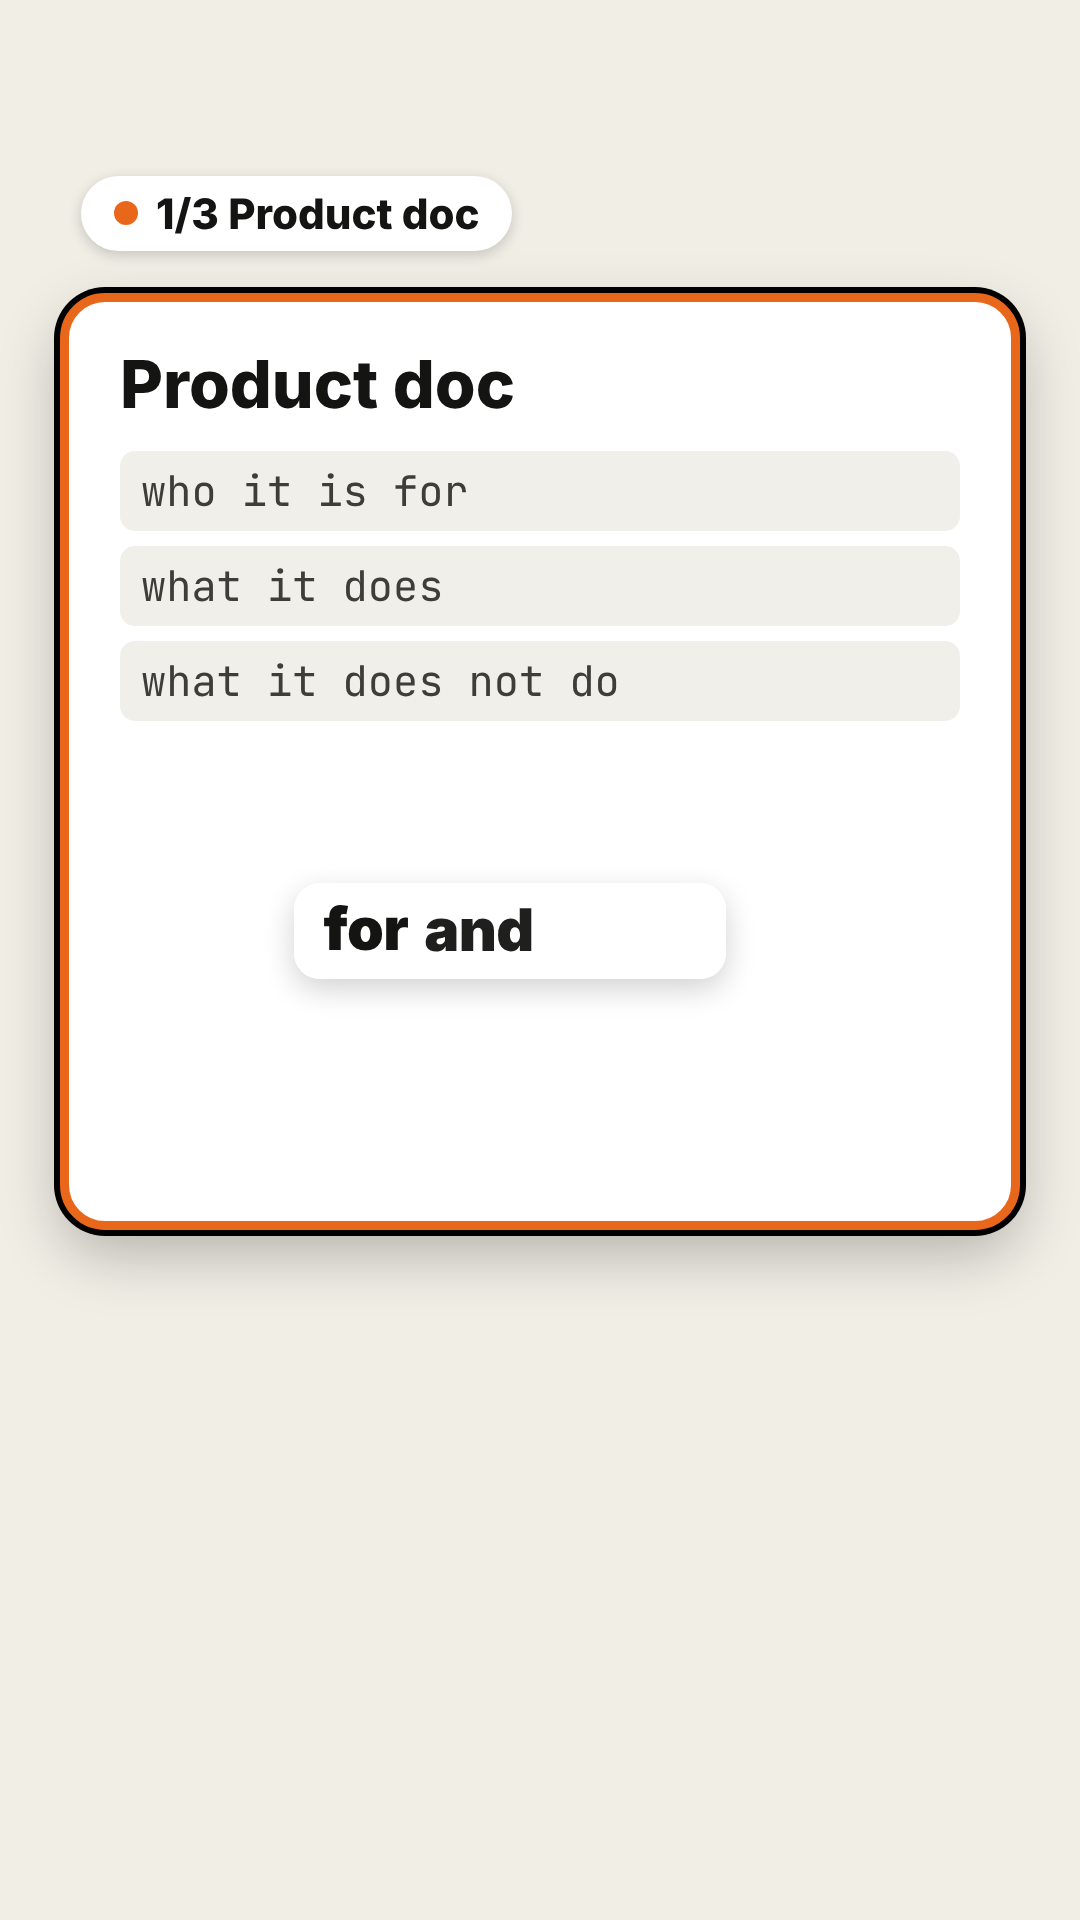 1/3 Product doc
Product doc
who it is for
what it does
what it does not do
for and